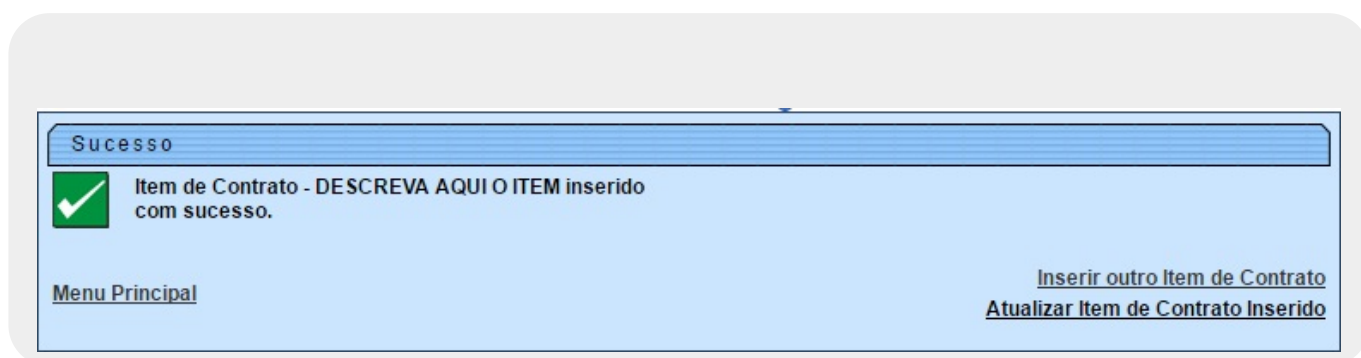 Sucesso
Item de Contrato - DESCREVA AQUI O ITEM inserido
com sucesso.
Inserir outro Item de Contrato
Menu Principal
Atualizar Item de Contrato Inserido